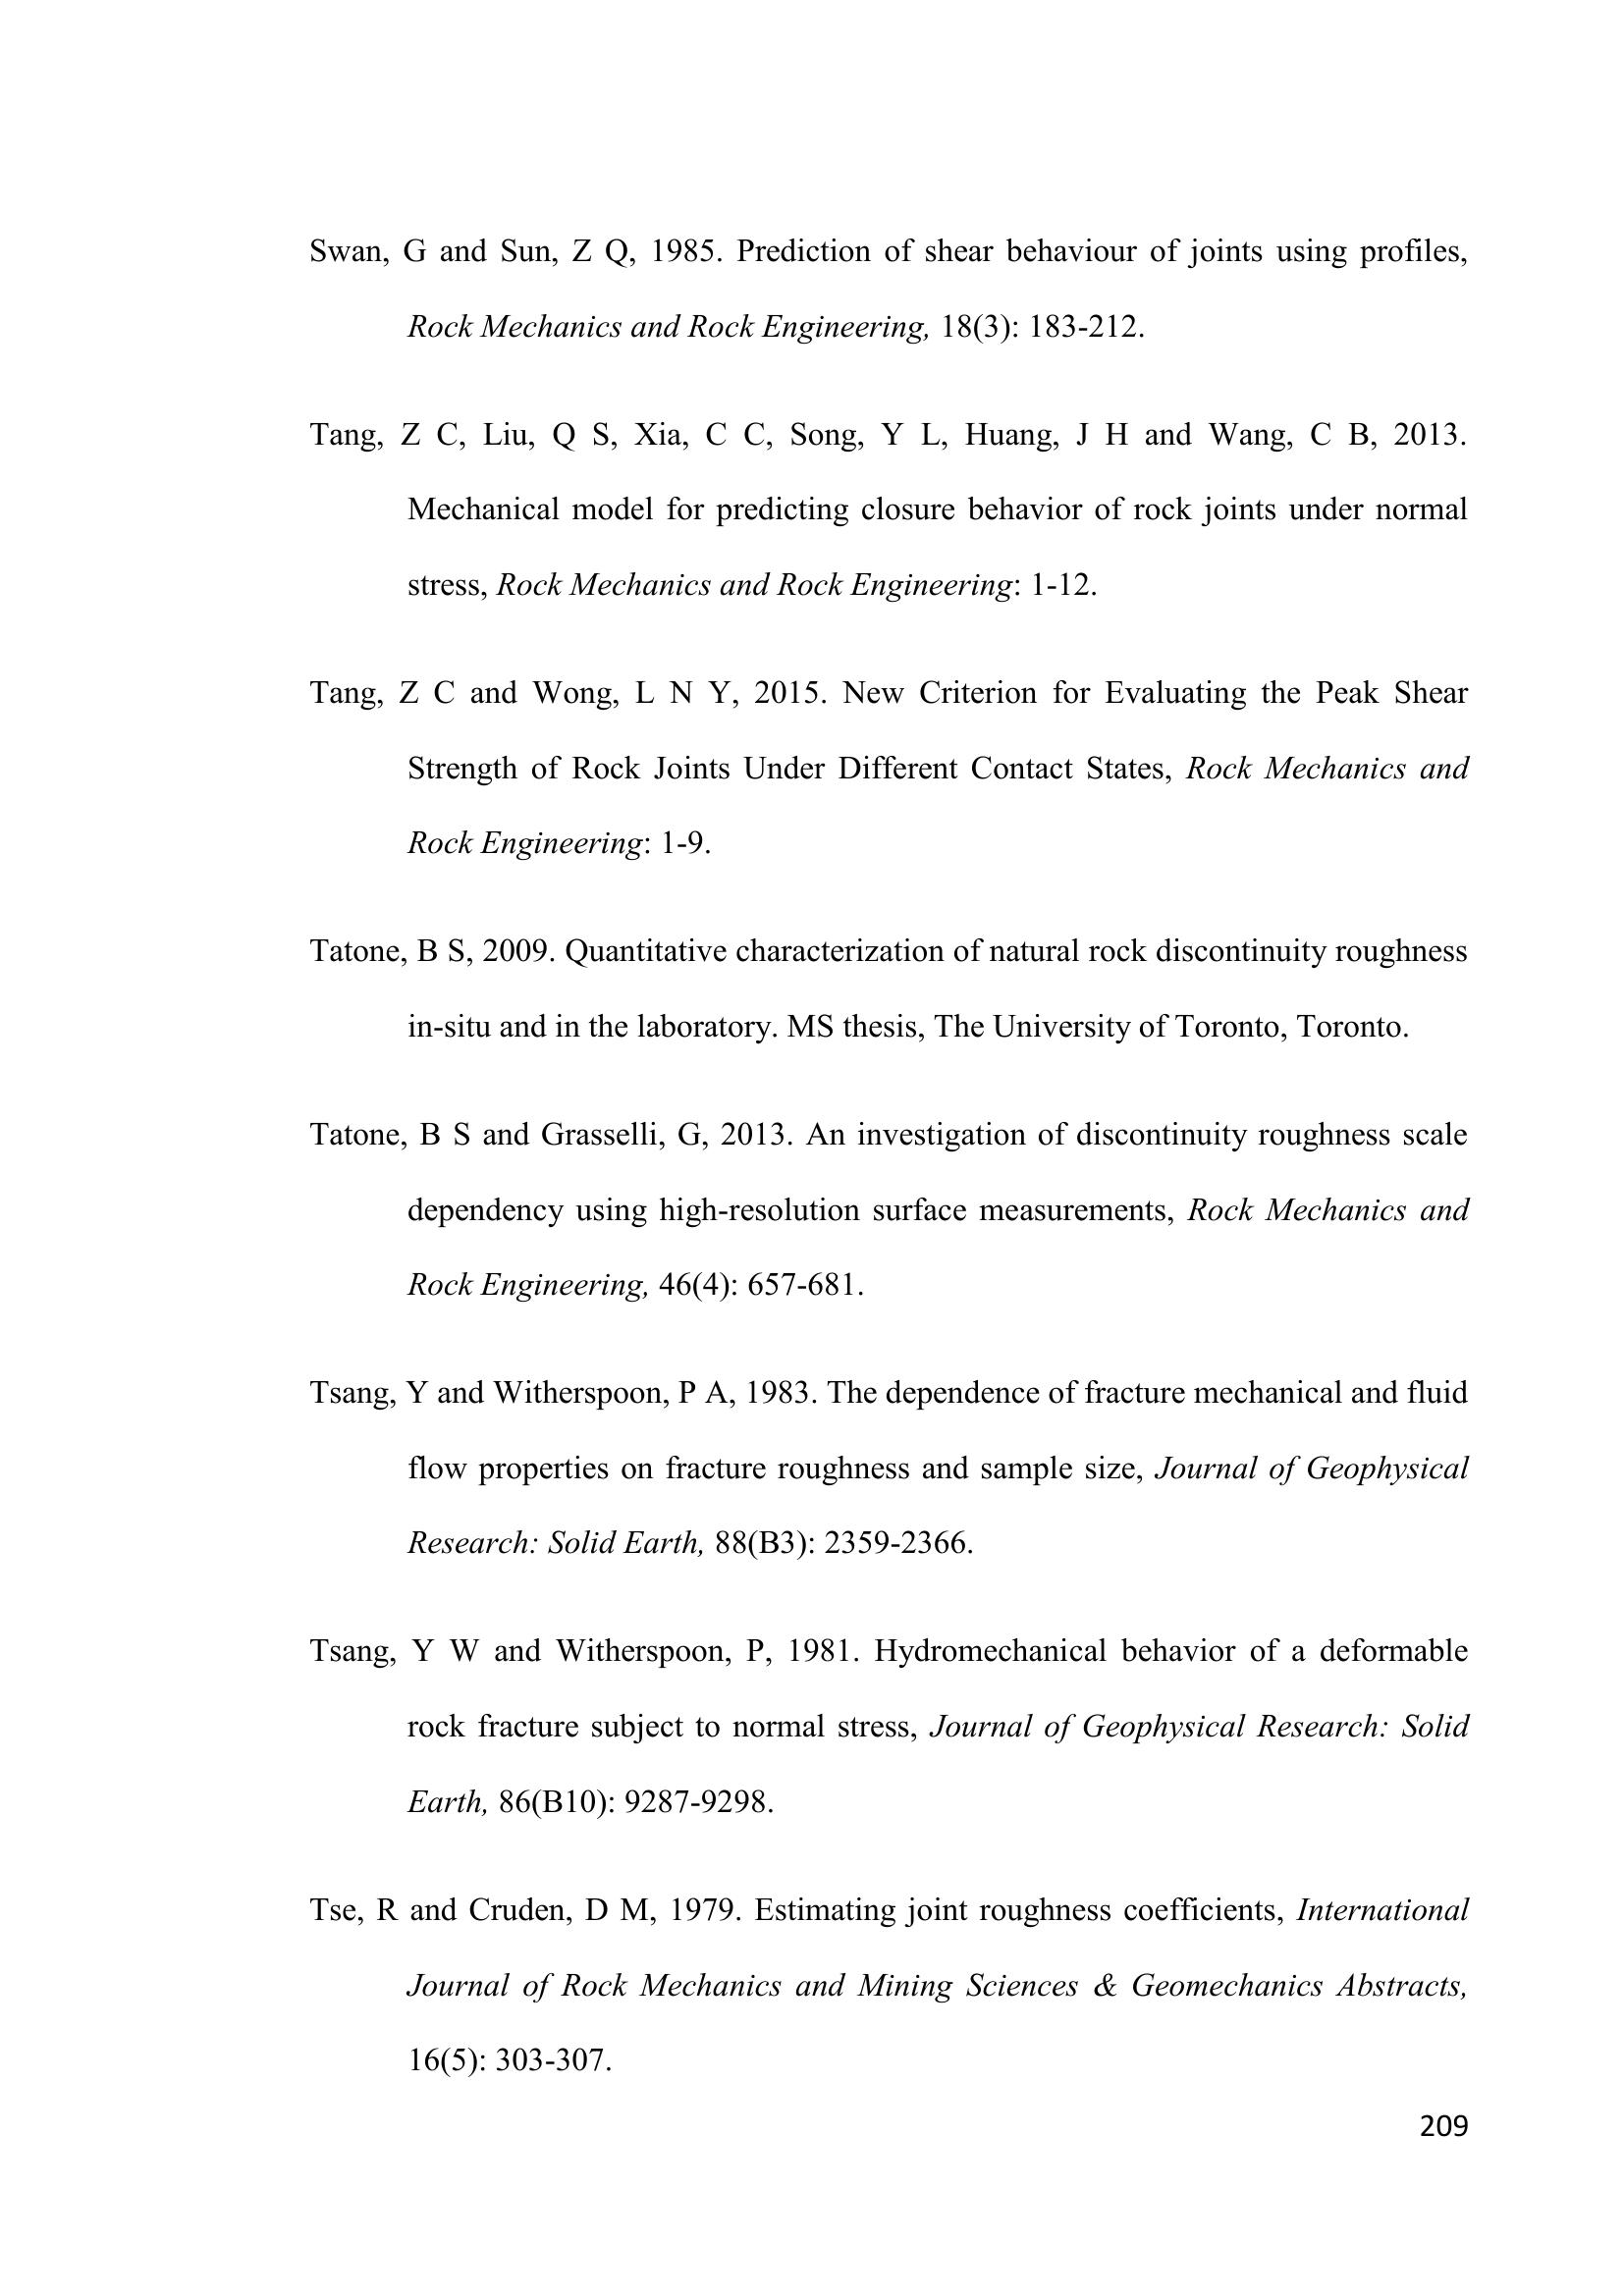 Swan, G and Sun, Z Q, 1985. Prediction of shear behaviour of joints using profiles,
Rock Mechanics and Rock Engineering, 18(3): 183-212.
Tang, Z C, Liu, Q S, Xia, C C, Song, Y L, Huang, J H and Wang, C B, 2013.
Mechanical model for predicting closure behavior of rock joints under normal
stress, Rock Mechanics and Rock Engineering: 1-12.
Tang, Z C and Wong, L N Y, 2015. New Criterion for Evaluating the Peak Shear
Strength of Rock Joints Under Different Contact States, Rock Mechanics and
Rock Engineering: 1-9.
Tatone, B S, 2009. Quantitative characterization of natural rock discontinuity roughness
in-situ and in the laboratory. MS thesis, The University of Toronto, Toronto.
Tatone, B S and Grasselli, G, 2013. An investigation of discontinuity roughness scale
dependency using high-resolution surface measurements, Rock Mechanics and
Rock Engineering, 46(4): 657-681.
Tsang, Y and Witherspoon, P A, 1983. The dependence of fracture mechanical and fluid
flow properties on fracture roughness and sample size, Journal of Geophysical
Research: Solid Earth, 88(B3): 2359-2366.
Tsang, Y W and Witherspoon, P, 1981. Hydromechanical behavior of a deformable
rock fracture subject to normal stress, Journal of Geophysical Research: Solid
Earth, 86(B10): 9287-9298.
Tse, R and Cruden, D M, 1979. Estimating joint roughness coefficients, International
Journal of Rock Mechanics and Mining Sciences & Geomechanics Abstracts,
16(5): 303-307.
209